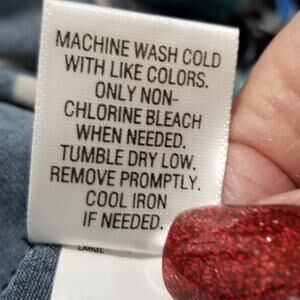 MACHINE WASH COLD
WITH LIKE COLORS.
ONLY NON-
CHLORINE BLEACH
WHEN NEEDED.
TUMBLE DRY LOW.
REMOVE PROMPTLY.
COOL IRON
IF NEEDED.
LARGE